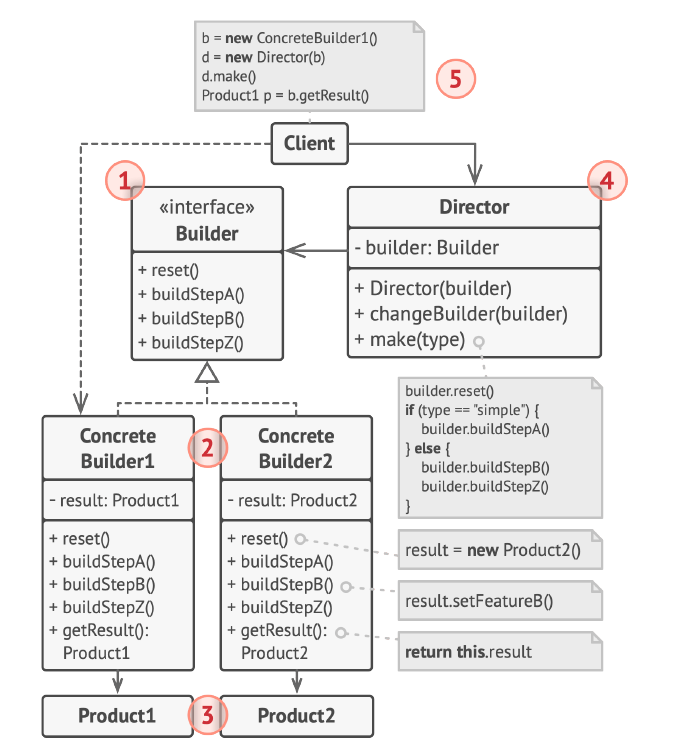 b = new ConcreteBuilder1()
d = new Director(b)
d.make()
Product1 p = b.getResult()
5
Client
1
«interface»
Builder
+ reset()
+ buildStepA()
+ buildStepB()
+ buildStepZ()
4
Director
- builder: Builder
+ Director(builder)
+ changeBuilder(builder)
+ make(type)
builder.reset()
if (type == "simple") {
builder.buildStepA()
} else {
builder.buildStepB()
builder.buildStepZ()
}
Concrete
Builder1
- result: Product1
+ reset()
+ buildStepA()
+ buildStepB()
+ buildStepZ()
+ getResult():
Product1
2
Concrete
Builder2
- result: Product2
+ reset()
+ buildStepA()
+ buildStepB()
+ buildStepZ()
+ getResult():
Product2
result = new Product2()
result.setFeatureB()
return this.result
Product1
3
Product2